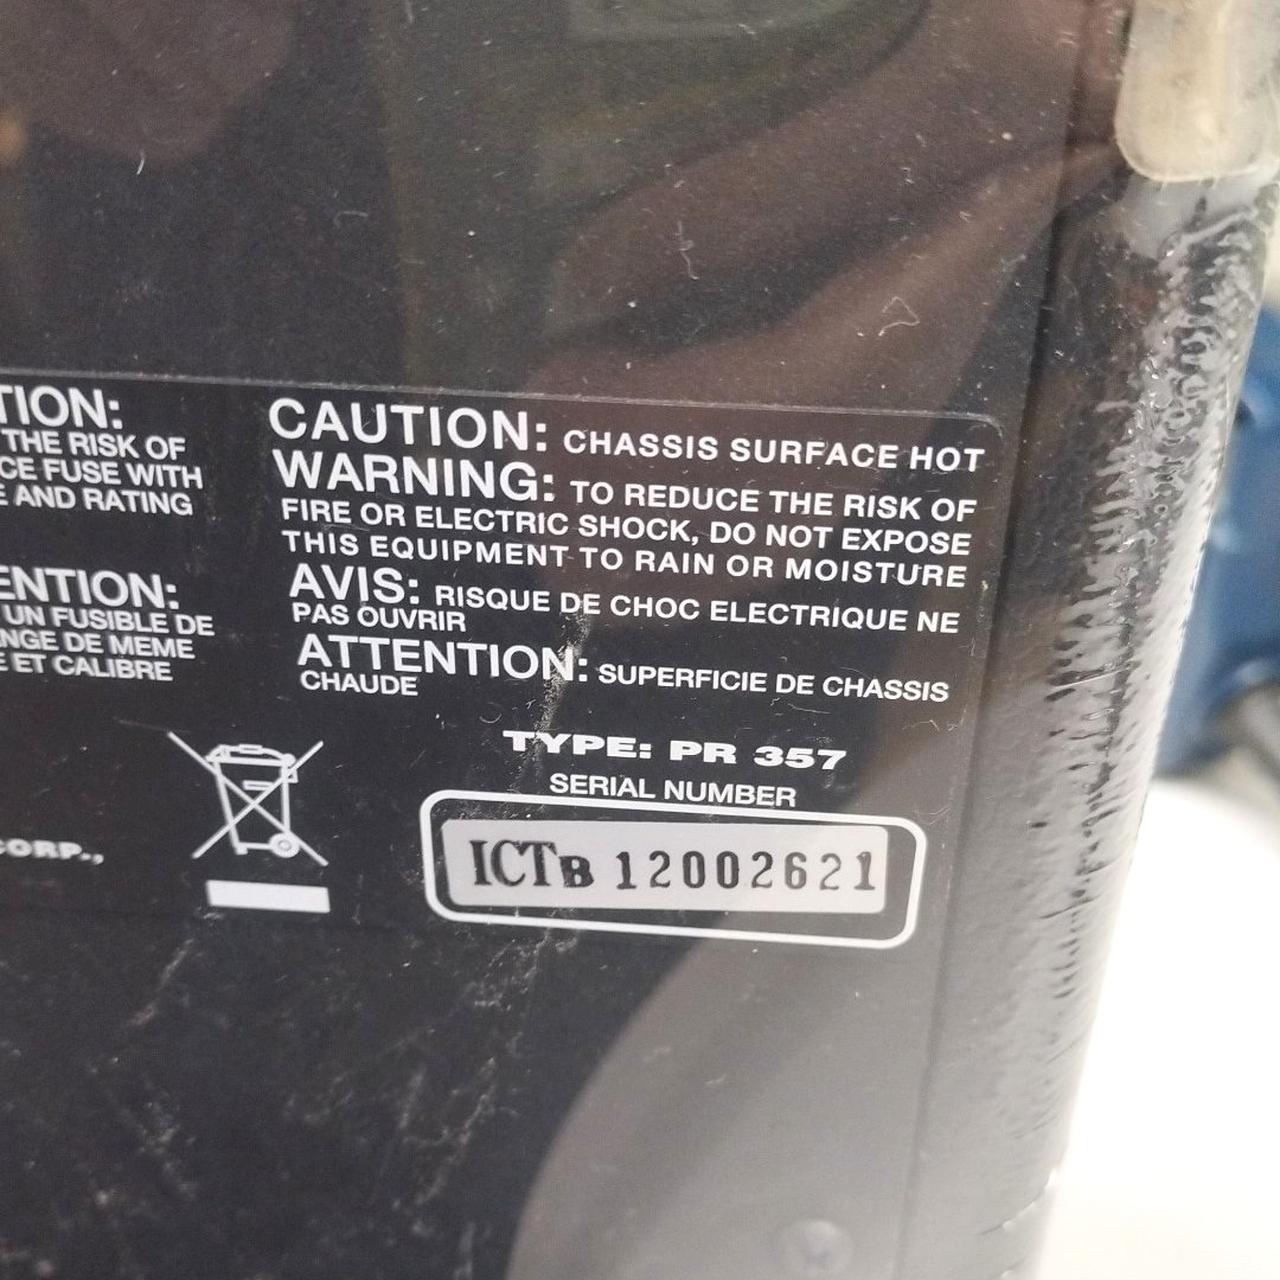 TION:
THE RISK OF
CE FUSE WITH
E AND RATING
ENTION:
UN FUSIBLE DE
NGE DE MEME
E ET CALIBRE
CORP.,
CAUTION: CHASSIS SURFACE HOT
WARNING: TO REDUCE THE RISK OF
FIRE OR ELECTRIC SHOCK, DO NOT EXPOSE
THIS EQUIPMENT TO RAIN OR MOISTURE
AVIS: RISQUE DE CHOC ELECTRIQUE NE
PAS OUVRIR
ATTENTION: SUPERFICIE DE CHASSIS
CHAUDE
TYPE: PR 357
SERIAL NUMBER
ICTB 12002621